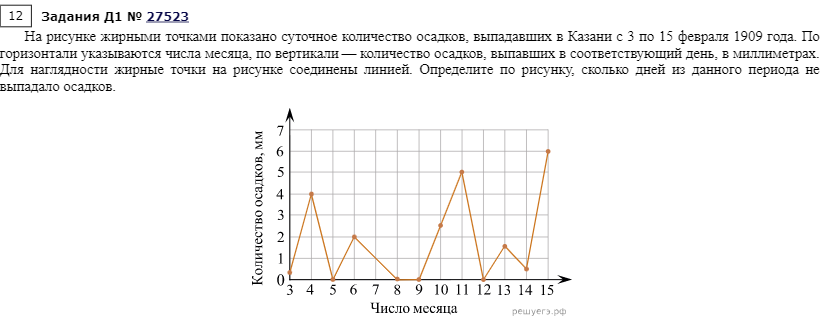 12 Задания Д1 № 27523
На рисунке жирными точками показано суточное количество осадков, выпадавших в Казани с 3 по 15 февраля 1909 года. По
горизонтали указываются числа месяца, по вертикали — количество осадков, выпавших в соответствующий день, в миллиметрах.
Для наглядности жирные точки на рисунке соединены линией. Определите по рисунку, сколько дней из данного периода не
выпадало осадков.
Количество осадков, мм
7
6
5
4
3
2
1
0
3 4 5 6 7 8 9 10 11 12 13 14 15
Число месяца
решуегэ.рф